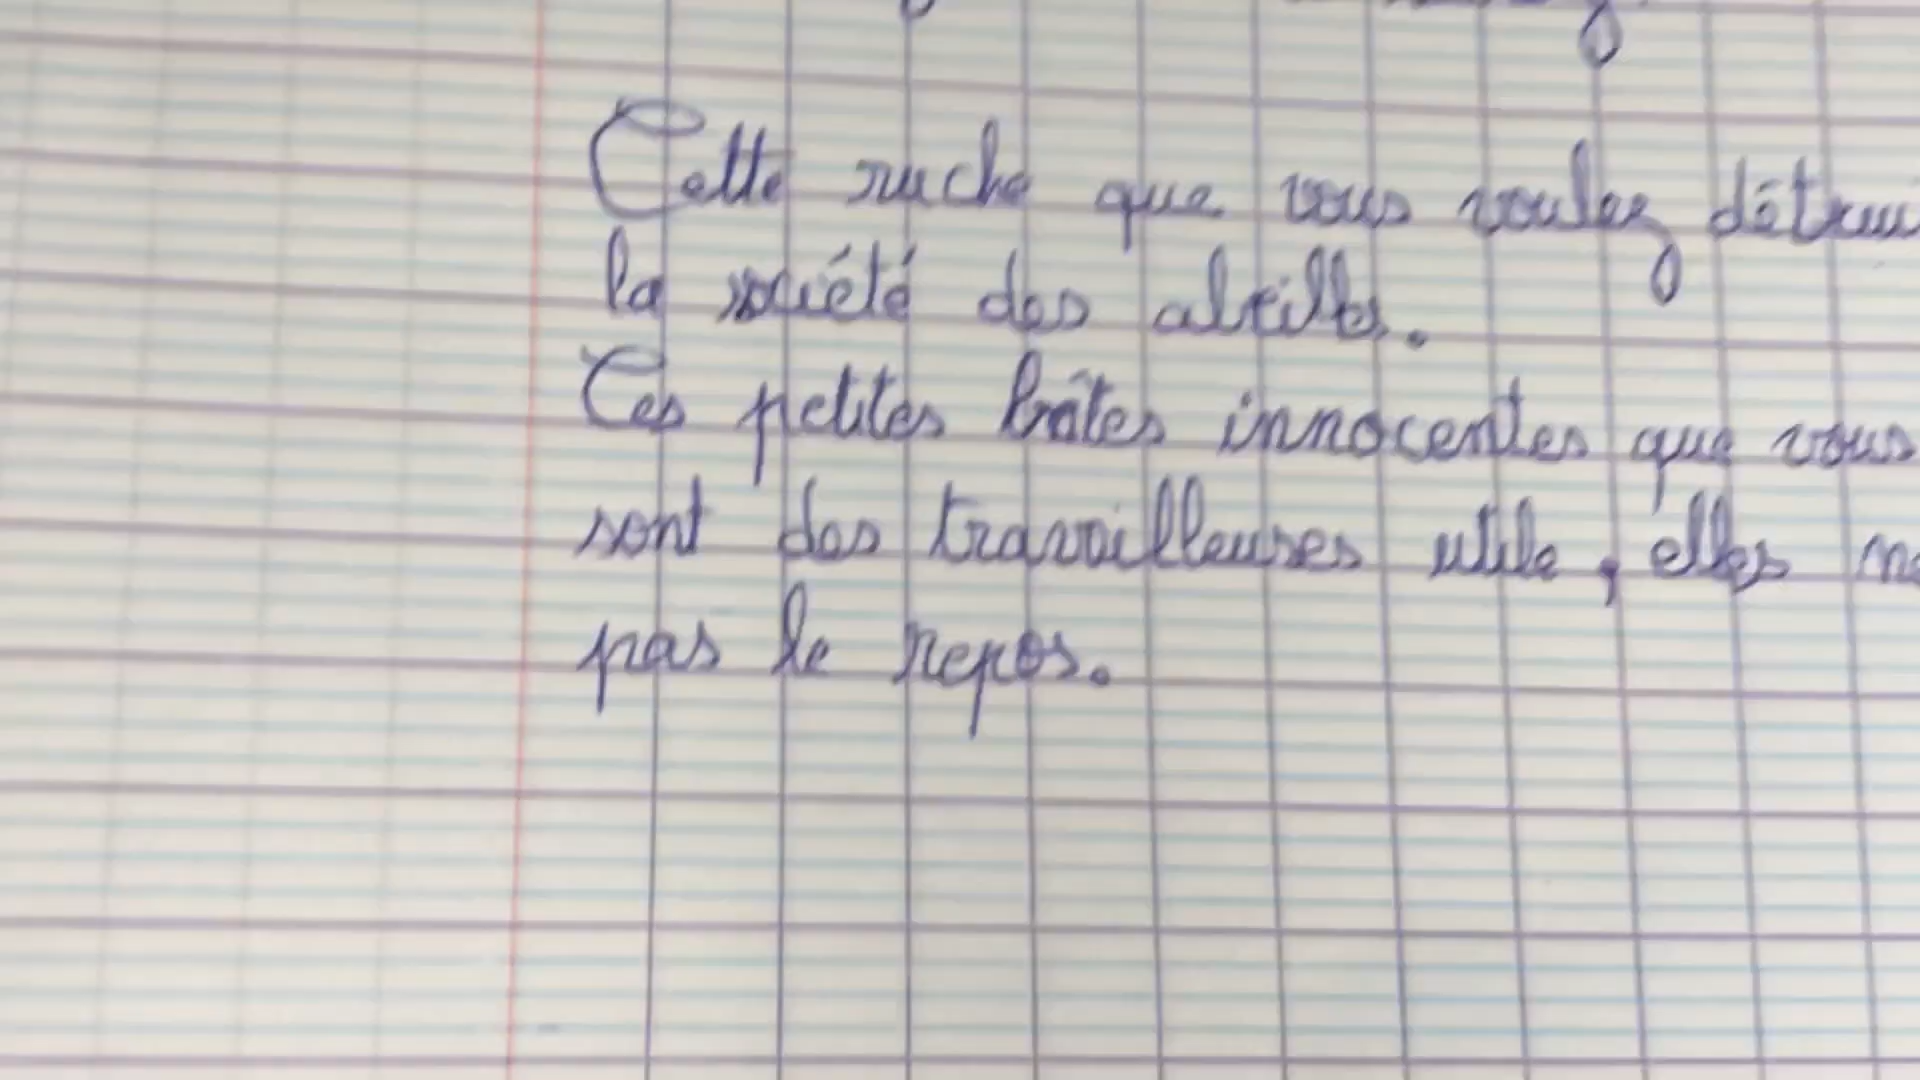 Cette ruche que vous voulez détrui
la société des abeilles.
Ces petites bêtes innocentes que vous
sont des travailleuses utile, elles
pas le repos.